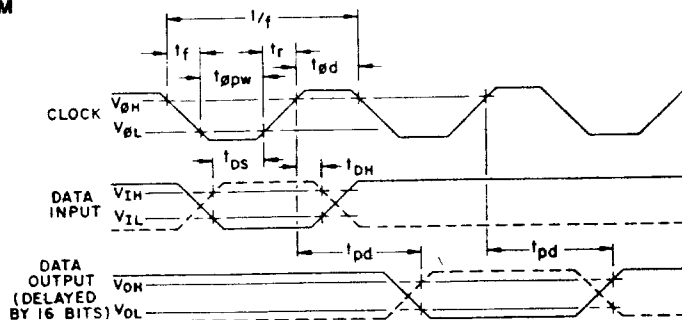 M
1/f
tf
tr
tød
tøpw
CLOCK
VØH
VØL
tDS
tDH
DATA INPUT
VIH
VIL
tpd
tpd
DATA
OUTPUT
(DELAYED
BY 16 BITS)
VOH
VOL